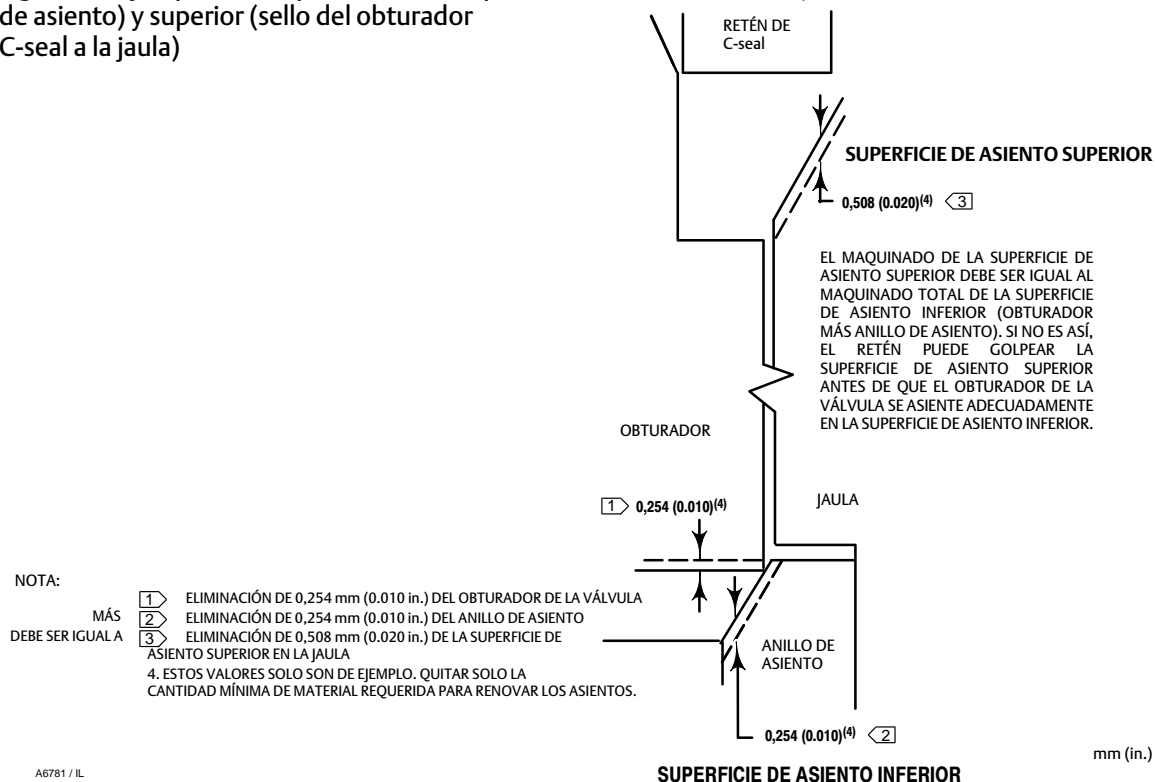 de asiento) y superior (sello del obturador
C-seal a la jaula)
RETÉN DE
C-seal
SUPERFICIE DE ASIENTO SUPERIOR
0,508 (0.020)(4) 3
EL MAQUINADO DE LA SUPERFICIE DE
ASIENTO SUPERIOR DEBE SER IGUAL AL
MAQUINADO TOTAL DE LA SUPERFICIE
DE ASIENTO INFERIOR (OBTURADOR
MÁS ANILLO DE ASIENTO). SI NO ES ASÍ,
EL RETÉN PUEDE GOLPEAR LA
SUPERFICIE DE ASIENTO SUPERIOR
ANTES DE QUE EL OBTURADOR DE LA
VÁLVULA SE ASIENTE ADECUADAMENTE
EN LA SUPERFICIE DE ASIENTO INFERIOR.
OBTURADOR
JAULA
1 0,254 (0.010)(4)
NOTA:
1 ELIMINACIÓN DE 0,254 mm (0.010 in.) DEL OBTURADOR DE LA VÁLVULA
MÁS 2 ELIMINACIÓN DE 0,254 mm (0.010 in.) DEL ANILLO DE ASIENTO
DEBE SER IGUAL A 3 ELIMINACIÓN DE 0,508 mm (0.020 in.) DE LA SUPERFICIE DE
ASIENTO SUPERIOR EN LA JAULA
4. ESTOS VALORES SOLO SON DE EJEMPLO. QUITAR SOLO LA
CANTIDAD MÍNIMA DE MATERIAL REQUERIDA PARA RENOVAR LOS ASIENTOS.
ANILLO DE
ASIENTO
0,254 (0.010)(4) 2
mm (in.)
A6781 / IL
SUPERFICIE DE ASIENTO INFERIOR